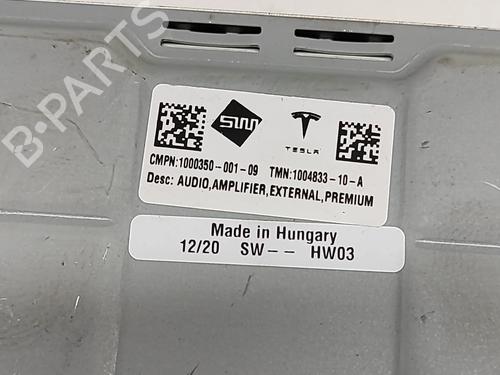 B-PARTS
SWM
TESLA
CMPN:1000350-001-09 TMN:1004833-10-A
Desc: AUDIO,AMPLIFIER,EXTERNAL,PREMIUM
Made in Hungary
12/20 SW-- HW03